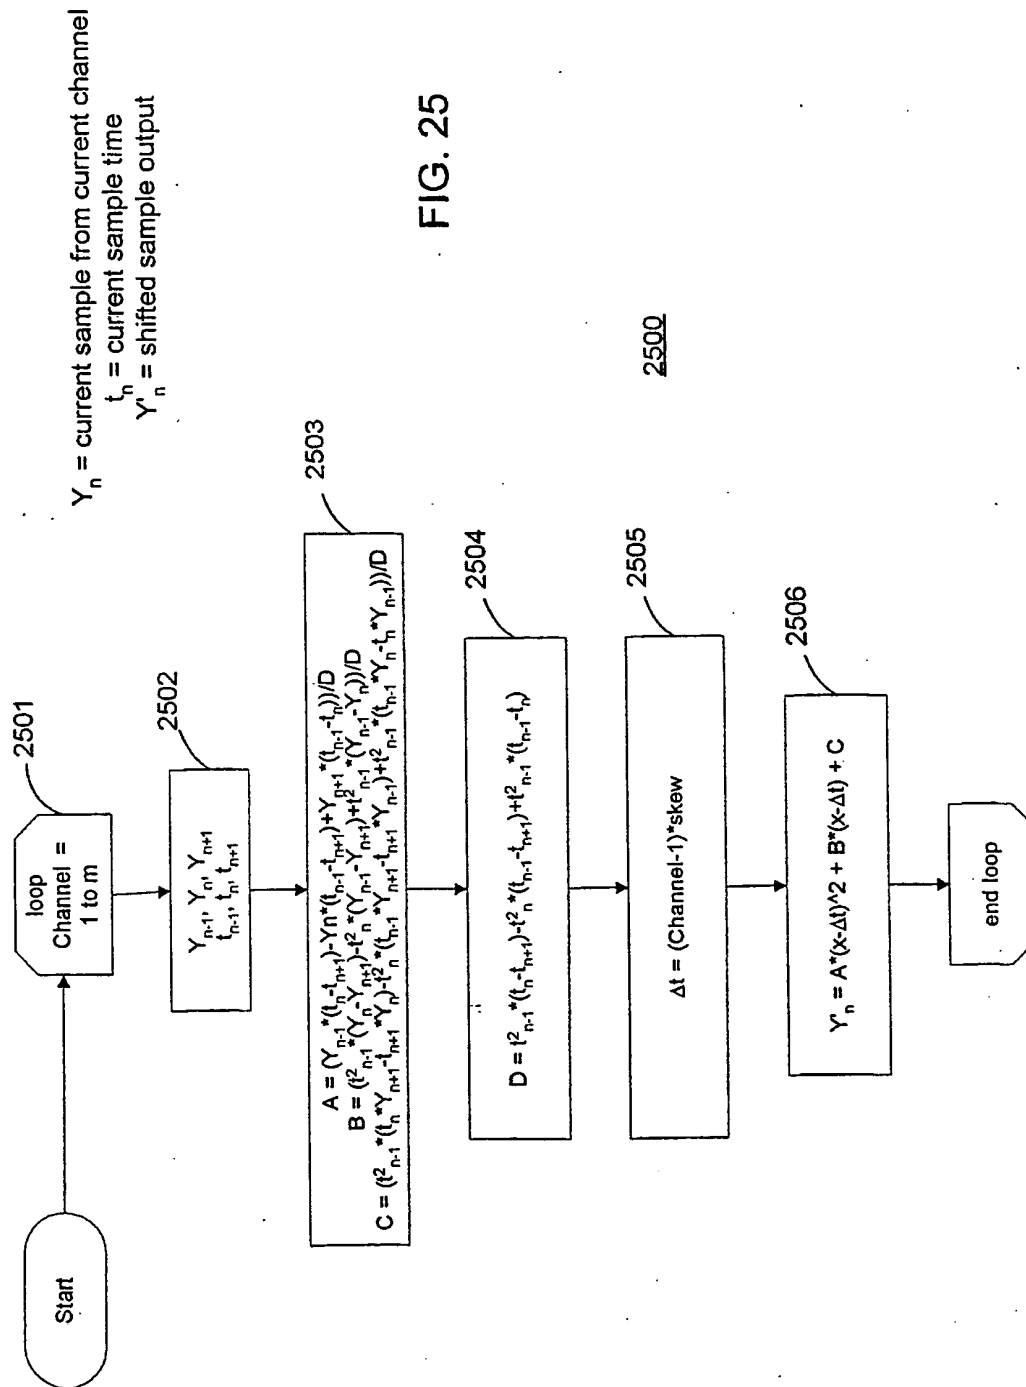 Yₙ = current sample from current channel
tₙ = current sample time
Y'ₙ = shifted sample output
FIG. 25
2500
Start
2501
loop
Channel =
1 to m
2502
Yₙ₋₁, Yₙ, Yₙ₊₁
tₙ₋₁, tₙ, tₙ₊₁
2503
A = (Yₙ₋₁*(tₙ-tₙ₊₁)-Yn*(tₙ₋₁-tₙ₊₁)+Yₙ₊₁*(tₙ₋₁-tₙ))/D
B = (t²ₙ₋₁*(Yₙ-Yₙ₊₁)-t²ₙ*(Yₙ₋₁-Yₙ₊₁)+t²ₙ₋₁*(Yₙ₋₁-Yₙ))/D
C = (t²ₙ₋₁*(tₙ*Yₙ₊₁-tₙ₊₁*Yₙ)-t²ₙ*(tₙ₋₁*Yₙ₊₁-tₙ₊₁*Yₙ₋₁)+t²ₙ₋₁*(tₙ₋₁*Yₙ-tₙ*Yₙ₋₁))/D
2504
D = t²ₙ₋₁*(tₙ-tₙ₊₁)-t²ₙ*(tₙ₋₁-tₙ₊₁)+t²ₙ₋₁*(tₙ₋₁-tₙ)
2505
Δt = (Channel-1)*skew
2506
Y'ₙ = A*(x-Δt)^2 + B*(x-Δt) + C
end loop